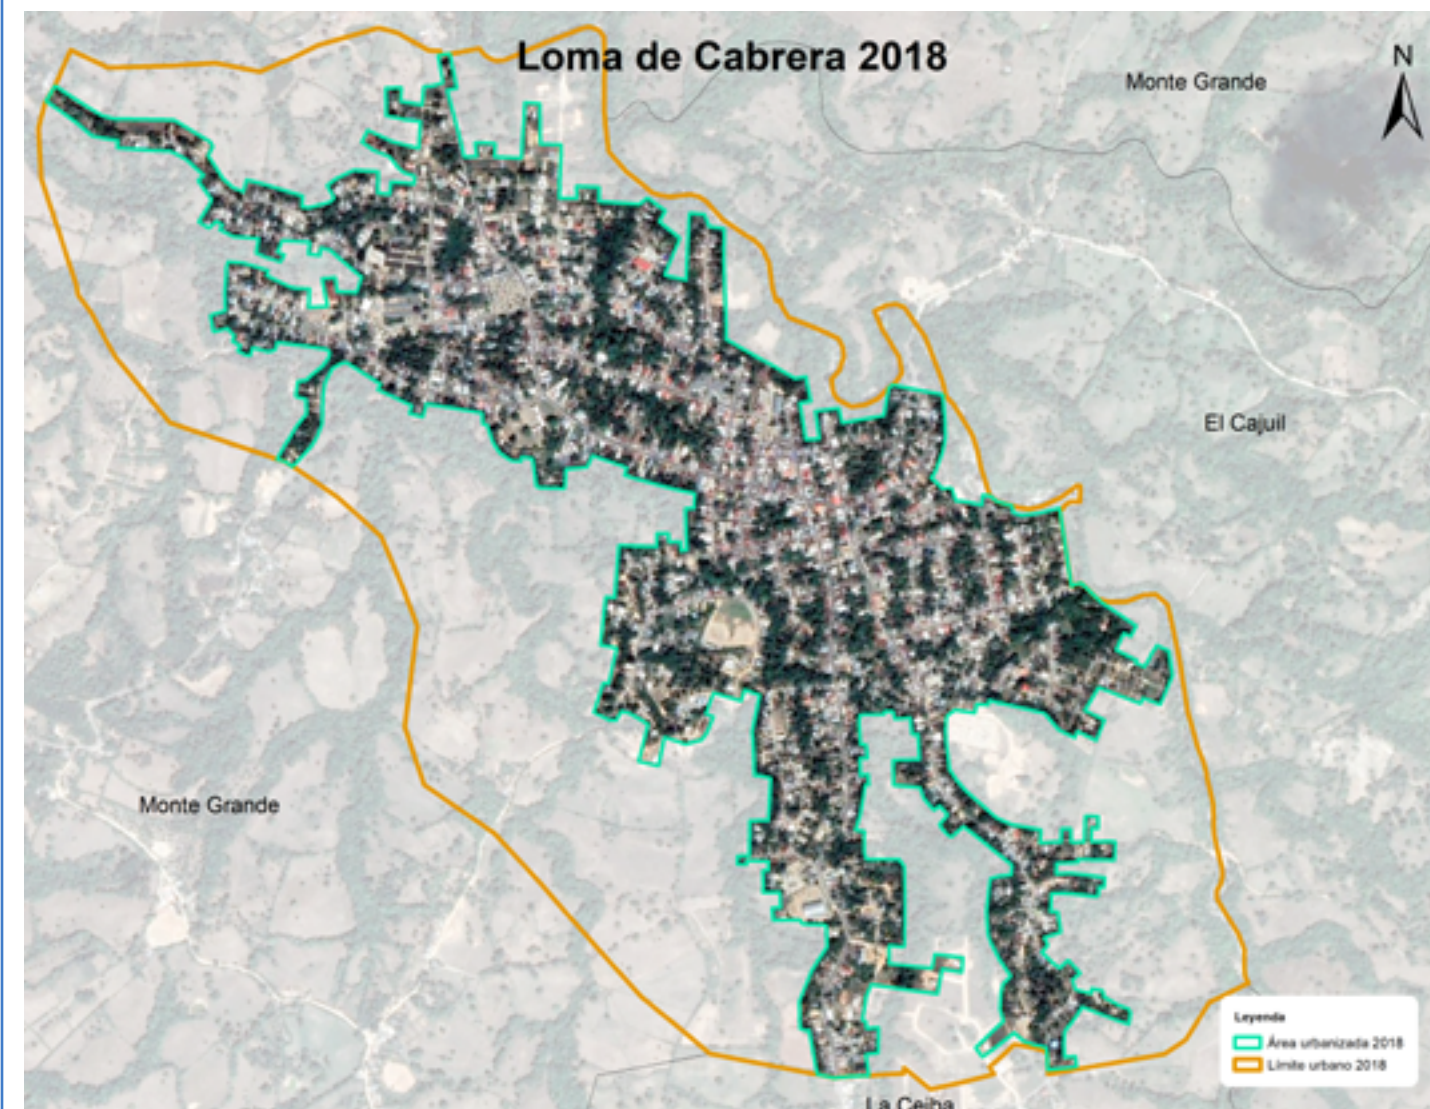 Loma de Cabrera 2018
N
Monte Grande
El Cajuil
Monte Grande
Leyenda
Área urbanizada 2018
Límite urbano 2018
La Ceiba